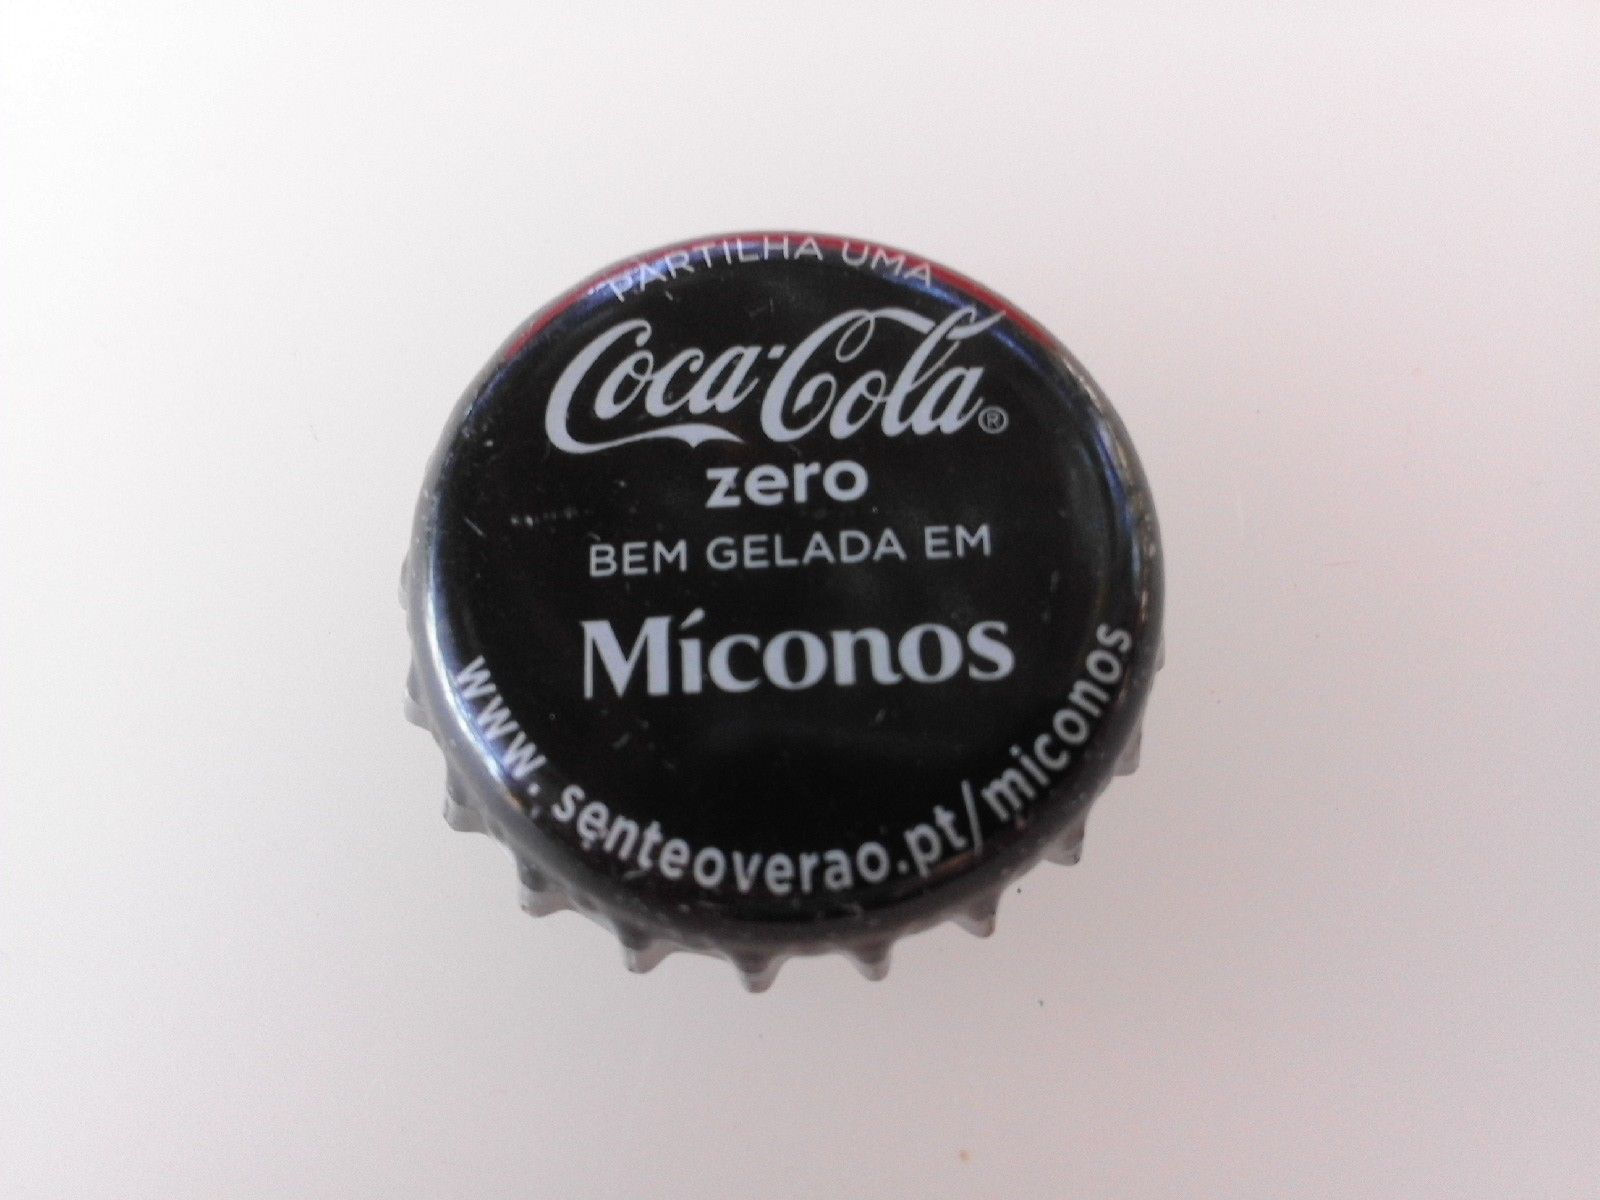 PARTILHA UMA
Coca-Cola®
zero
BEM GELADA EM
Míconos
www.senteoverao.pt/miconos